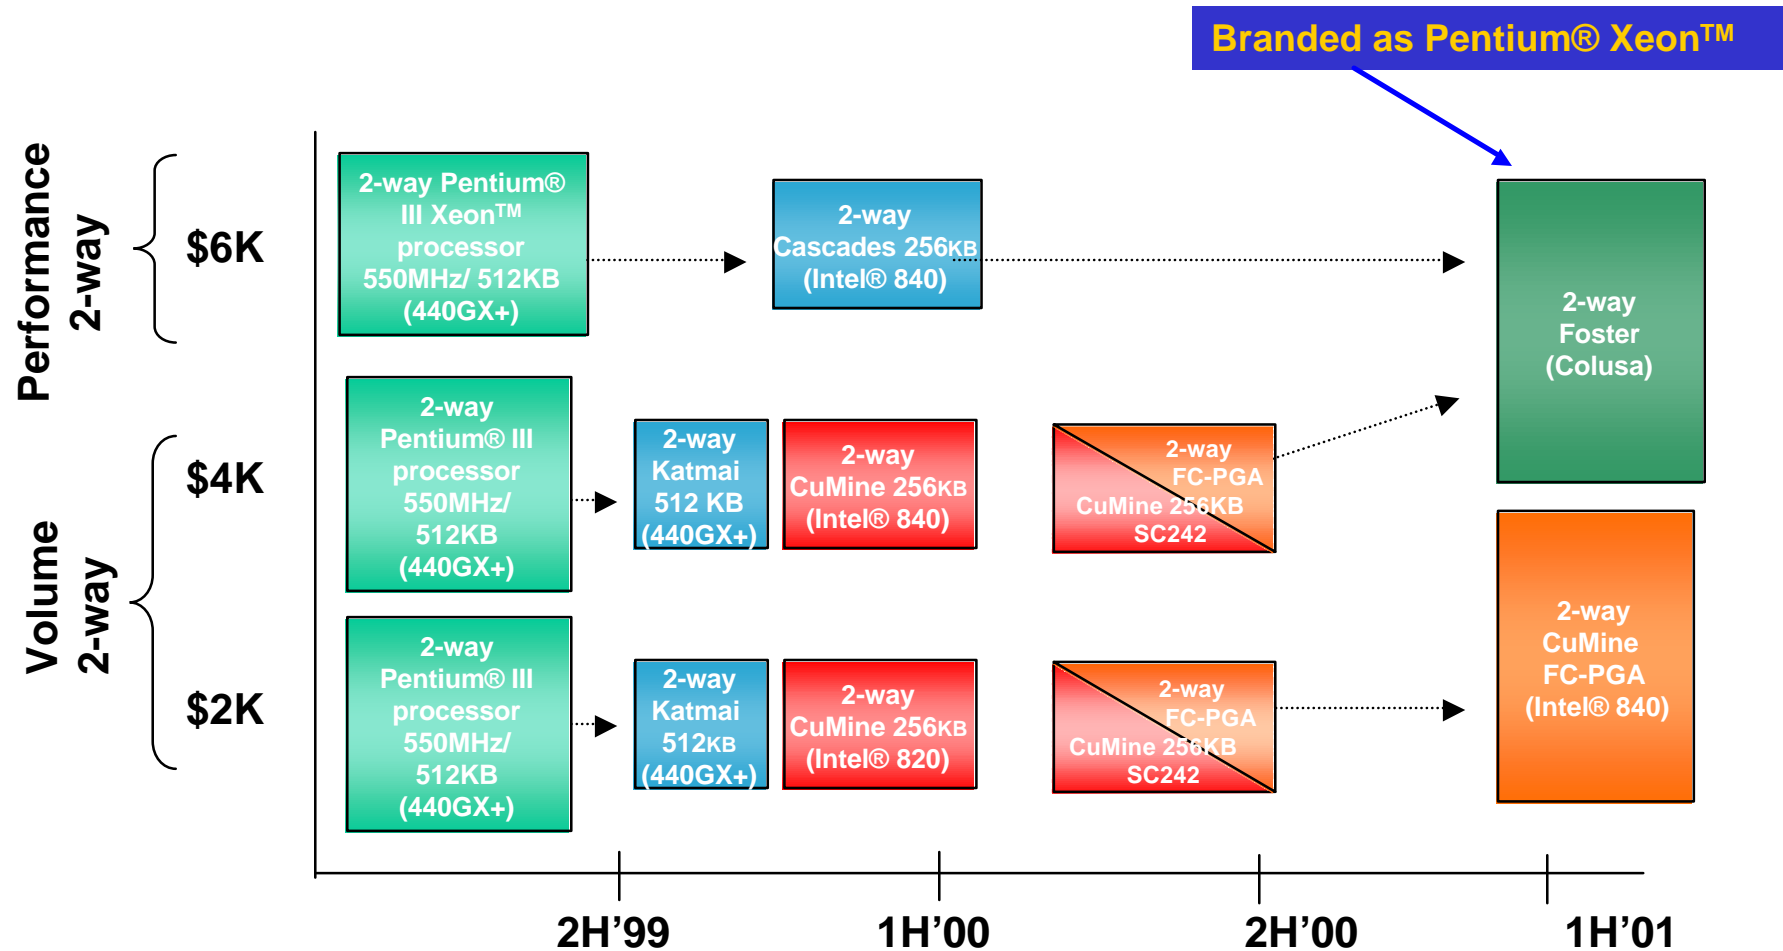 Branded as Pentium® Xeon™
Performance
2-way
$6K
2-way Pentium®
III Xeon™
processor
550MHz/ 512KB
(440GX+)
2-way
Cascades 256KB
(Intel® 840)
2-way
Foster
(Colusa)
Volume
2-way
$4K
2-way
Pentium® III
processor
550MHz/
512KB
(440GX+)
2-way
Katmai
512 KB
(440GX+)
2-way
CuMine 256KB
(Intel® 840)
2-way
FC-PGA
CuMine 256KB
SC242
$2K
2-way
Pentium® III
processor
550MHz/
512KB
(440GX+)
2-way
Katmai
512KB
(440GX+)
2-way
CuMine 256KB
(Intel® 820)
2-way
FC-PGA
CuMine 256KB
SC242
2-way
CuMine
FC-PGA
(Intel® 840)
2H’99
1H’00
2H’00
1H’01